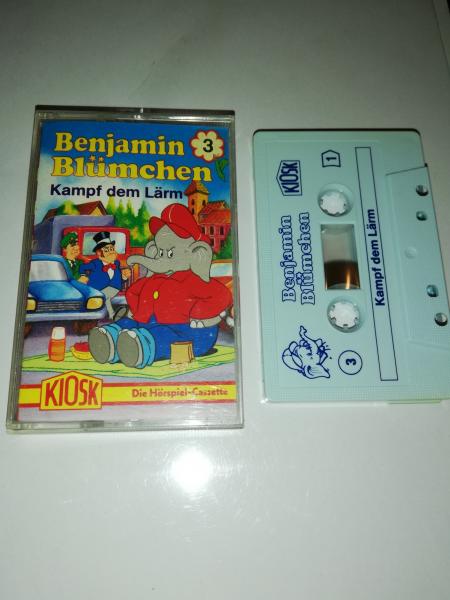 Benjamin
Blümchen
3
Kampf dem Lärm
KIOSK
Die Hörspiel-Cassette
KIOSK
1
Benjamin
Blümchen
Kampf dem Lärm
3